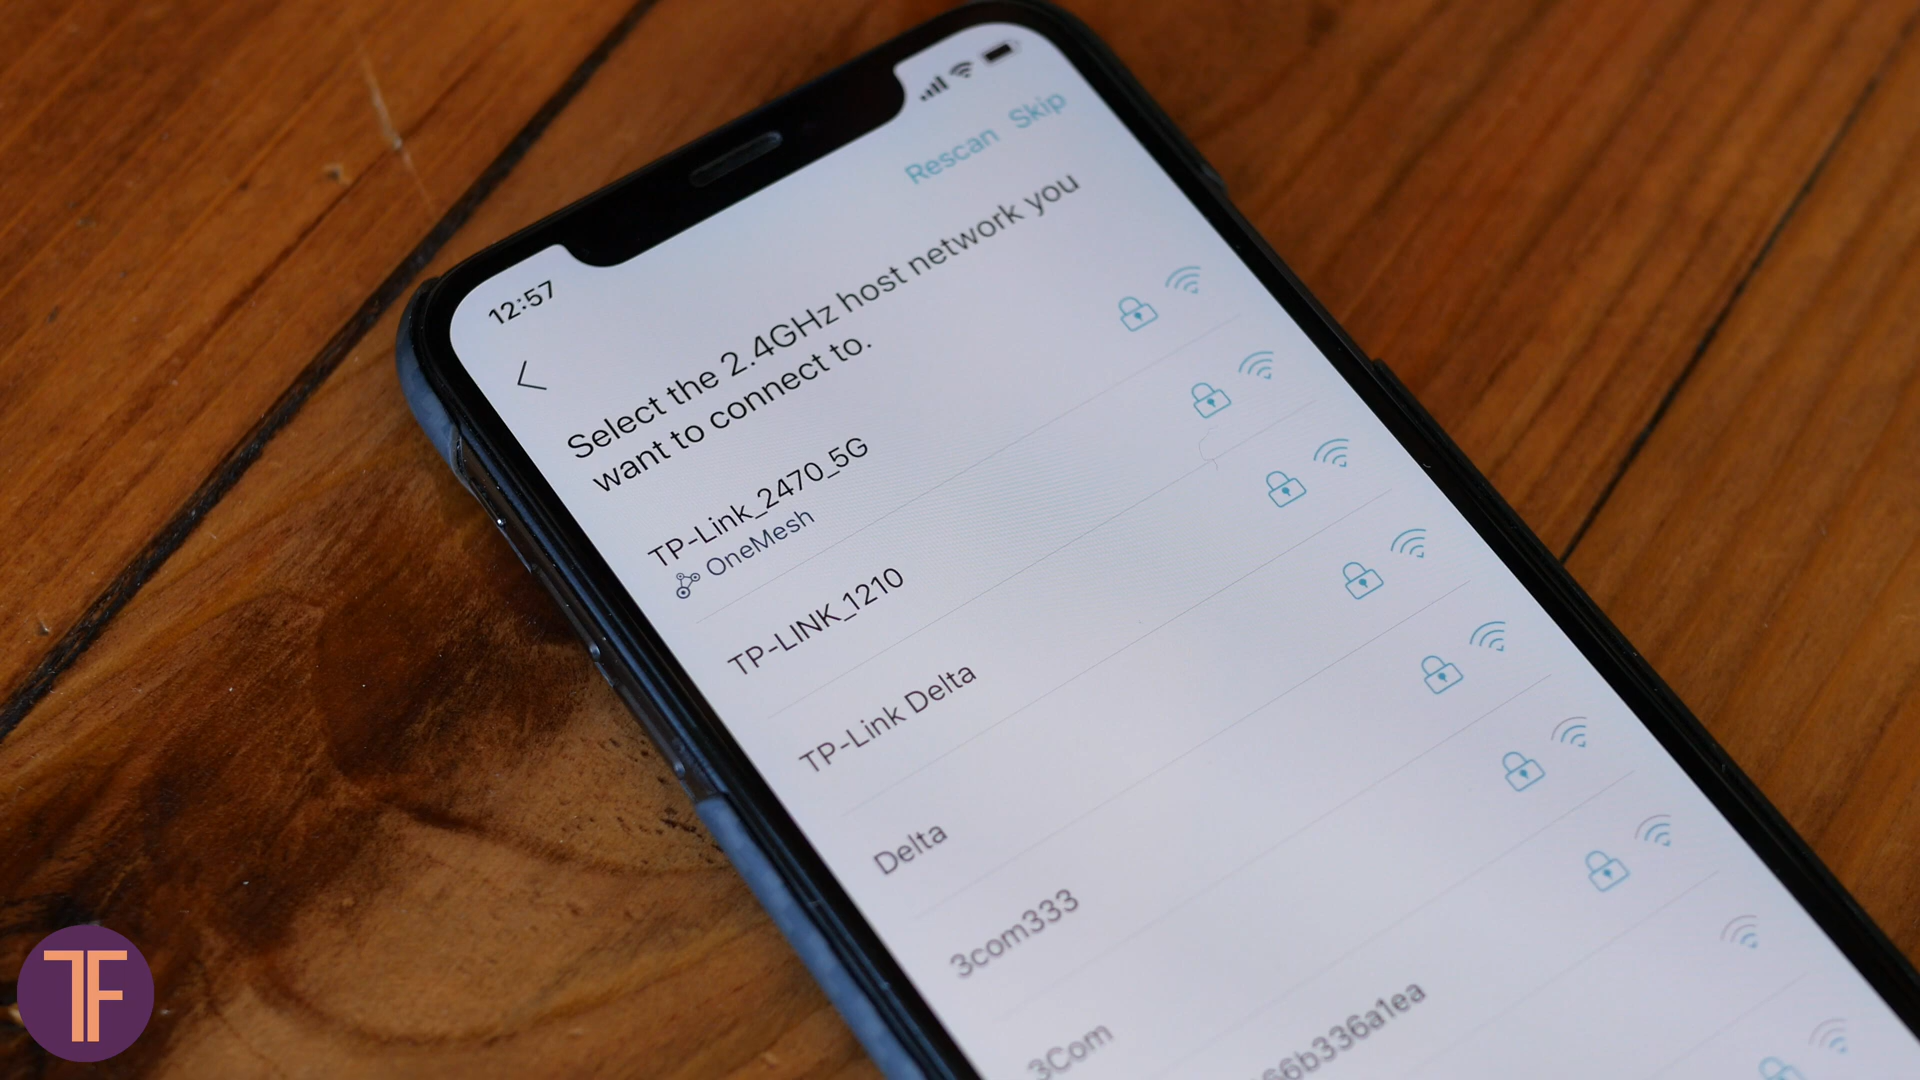 12:57
Rescan Skip
Select the 2.4GHz host network you
want to connect to.
TP-Link_2470_5G
OneMesh
TP-LINK_1210
TP-Link Delta
Delta
3com333
3Com
TF